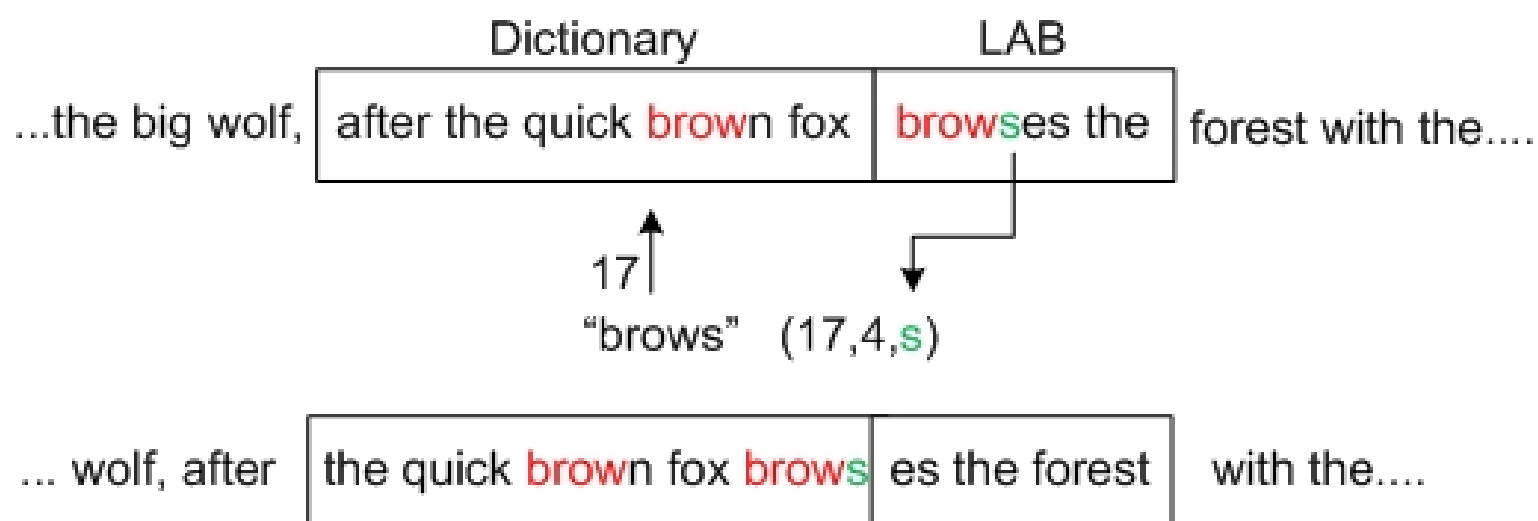 Dictionary LAB
...the big wolf, after the quick brown fox browses the forest with the....
17
“brows” (17,4,s)
... wolf, after the quick brown fox brows es the forest with the....